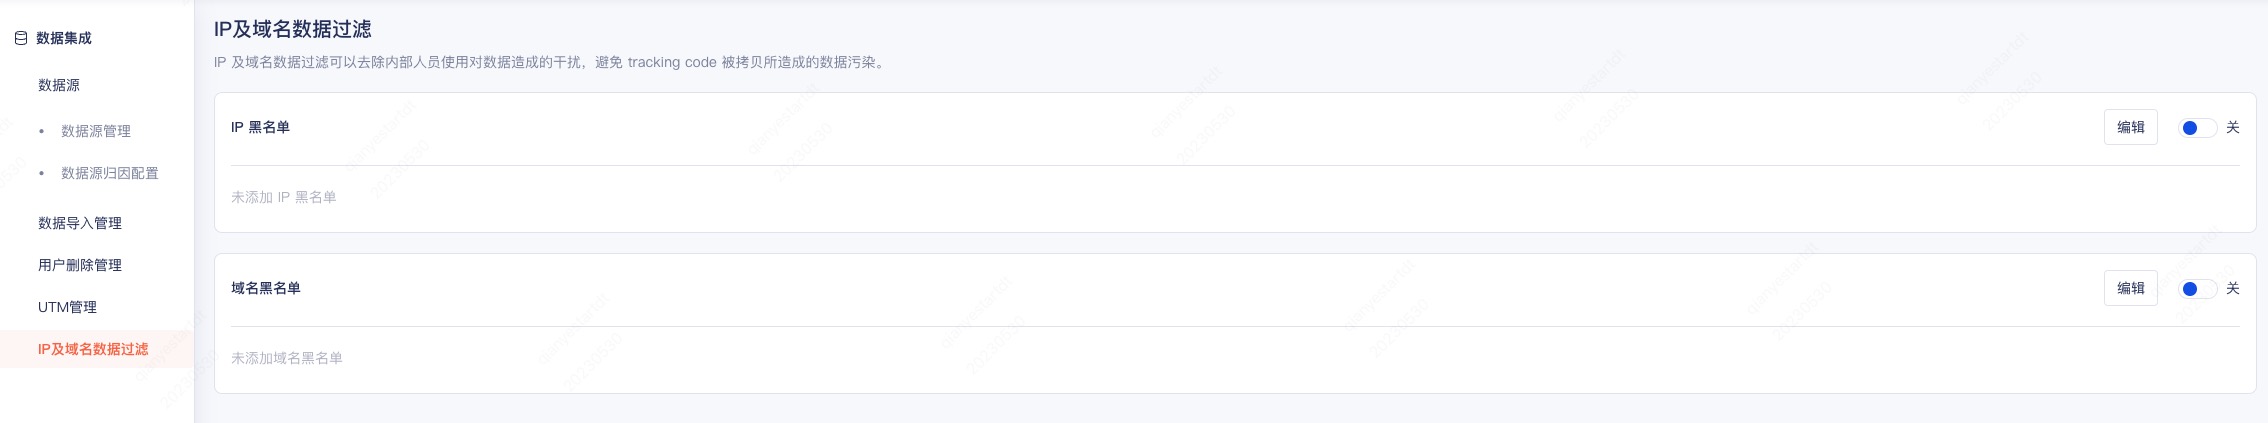 数据集成
数据源
• 数据源管理
• 数据源归因配置
数据导入管理
用户删除管理
UTM管理
IP及域名数据过滤
IP及域名数据过滤
IP 及域名数据过滤可以去除内部人员使用对数据造成的干扰，避免 tracking code 被拷贝所造成的数据污染。
IP 黑名单
编辑
关
未添加 IP 黑名单
域名黑名单
编辑
关
未添加域名黑名单